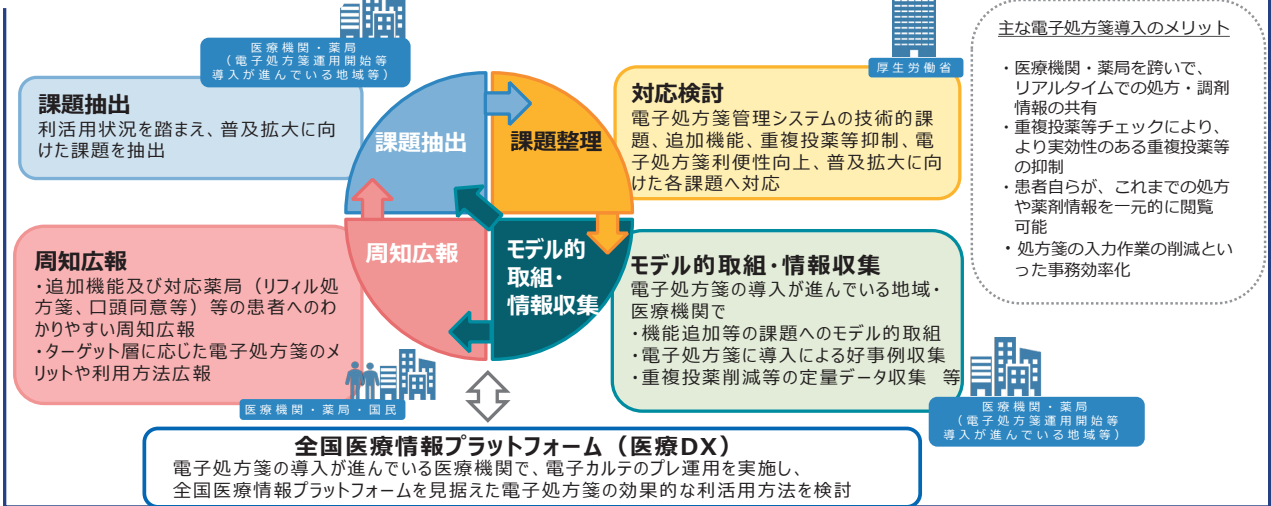 医療機関・薬局
（電子処方箋運用開始等
導入が進んでいる地域等）
課題抽出
利活用状況を踏まえ、普及拡大に向
けた課題を抽出
課題抽出
課題整理
厚生労働省
対応検討
電子処方箋管理システムの技術的課
題、追加機能、重複投薬等抑制、電
子処方箋利便性向上、普及拡大に向
けた各課題へ対応
主な電子処方箋導入のメリット
・医療機関・薬局を跨いで、
リアルタイムでの処方・調剤
情報の共有
・重複投薬等チェックにより、
より実効性のある重複投薬等
の抑制
・患者自らが、これまでの処方
や薬剤情報を一元的に閲覧
可能
・処方箋の入力作業の削減とい
った事務効率化
周知広報
・追加機能及び対応薬局（リフィル処
方箋、口頭同意等）等の患者へのわ
かりやすい周知広報
・ターゲット層に応じた電子処方箋のメ
リットや利用方法広報
医療機関・薬局・国民
周知広報
モデル的
取組・
情報収集
モデル的取組・情報収集
電子処方箋の導入が進んでいる地域・
医療機関で
・機能追加等の課題へのモデル的取組
・電子処方箋に導入による好事例収集
・重複投薬削減等の定量データ収集　等
医療機関・薬局
（電子処方箋運用開始等
導入が進んでいる地域等）
全国医療情報プラットフォーム（医療DX）
電子処方箋の導入が進んでいる医療機関で、電子カルテのプレ運用を実施し、
全国医療情報プラットフォームを見据えた電子処方箋の効果的な利活用方法を検討